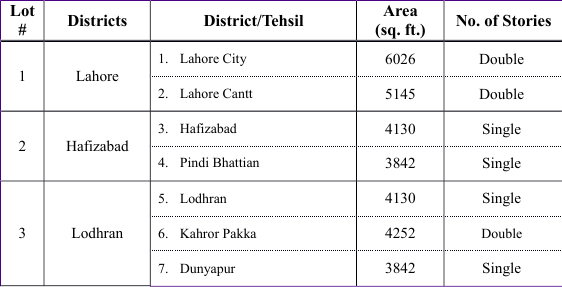 Lot # Districts District/Tehsil Area (sq. ft.) No. of Stories
1 Lahore 1. Lahore City 6026 Double
2. Lahore Cantt 5145 Double
2 Hafizabad 3. Hafizabad 4130 Single
4. Pindi Bhattian 3842 Single
3 Lodhran 5. Lodhran 4130 Single
6. Kahror Pakka 4252 Double
7. Dunyapur 3842 Single